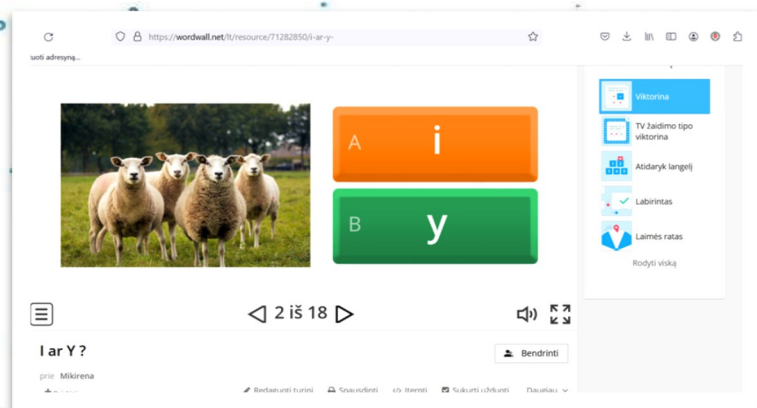 https://wordwall.net/lt/resource/71282850/i-ar-y-
adresyną...
A i
B y
Viktorina
TV žaidimo tipo
viktorina
Atidaryk langelį
Labirintas
Laimės ratas
Rodyti viską
2 iš 18
I ar Y ?
Bendrinti
prie Mikirena
Redaguoti turinį Spausdinti Įterpti Sukurti užduotį Daugiau